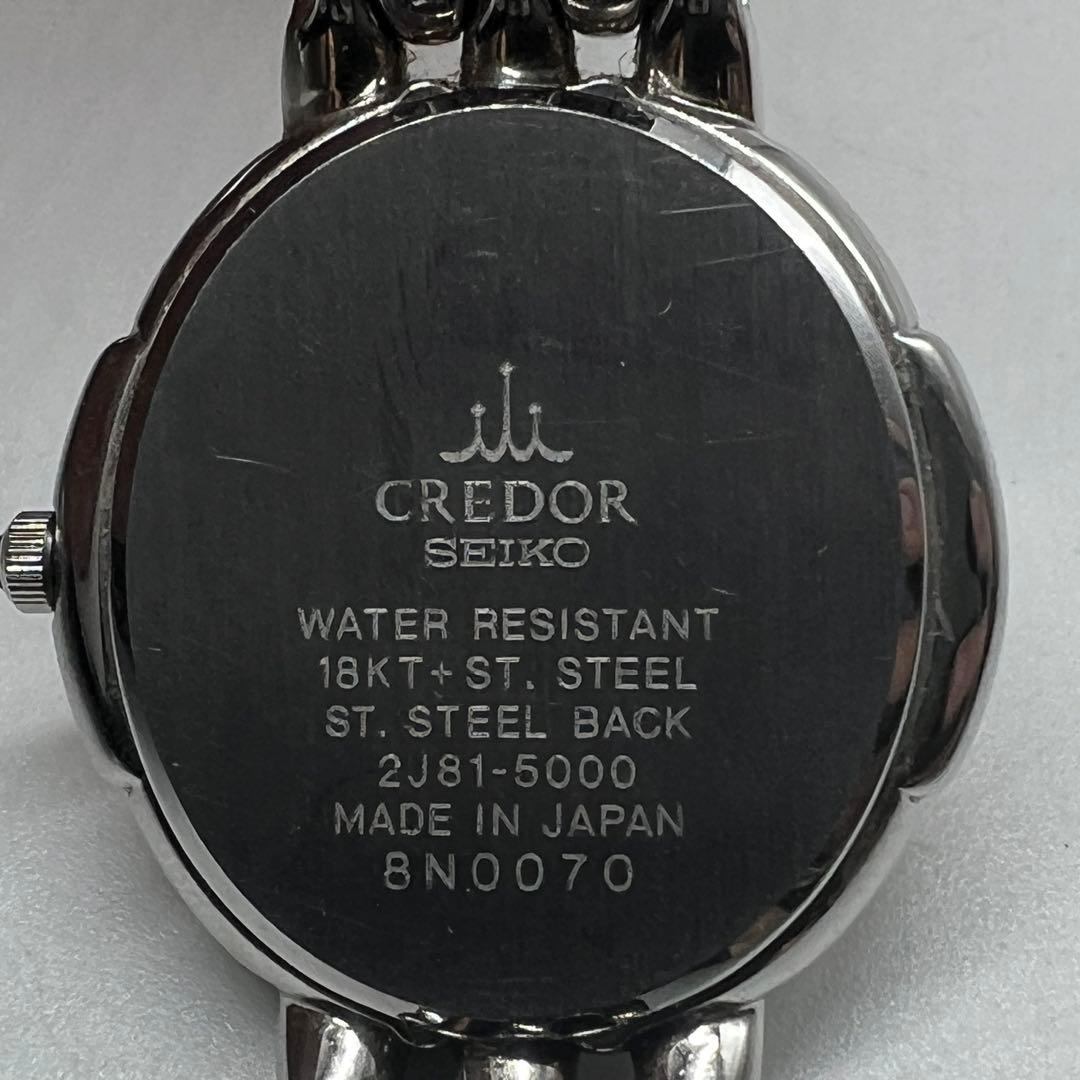 CREDOR
SEIKO
WATER RESISTANT
18KT+ST. STEEL
ST. STEEL BACK
2J81-5000
MADE IN JAPAN
8N0070